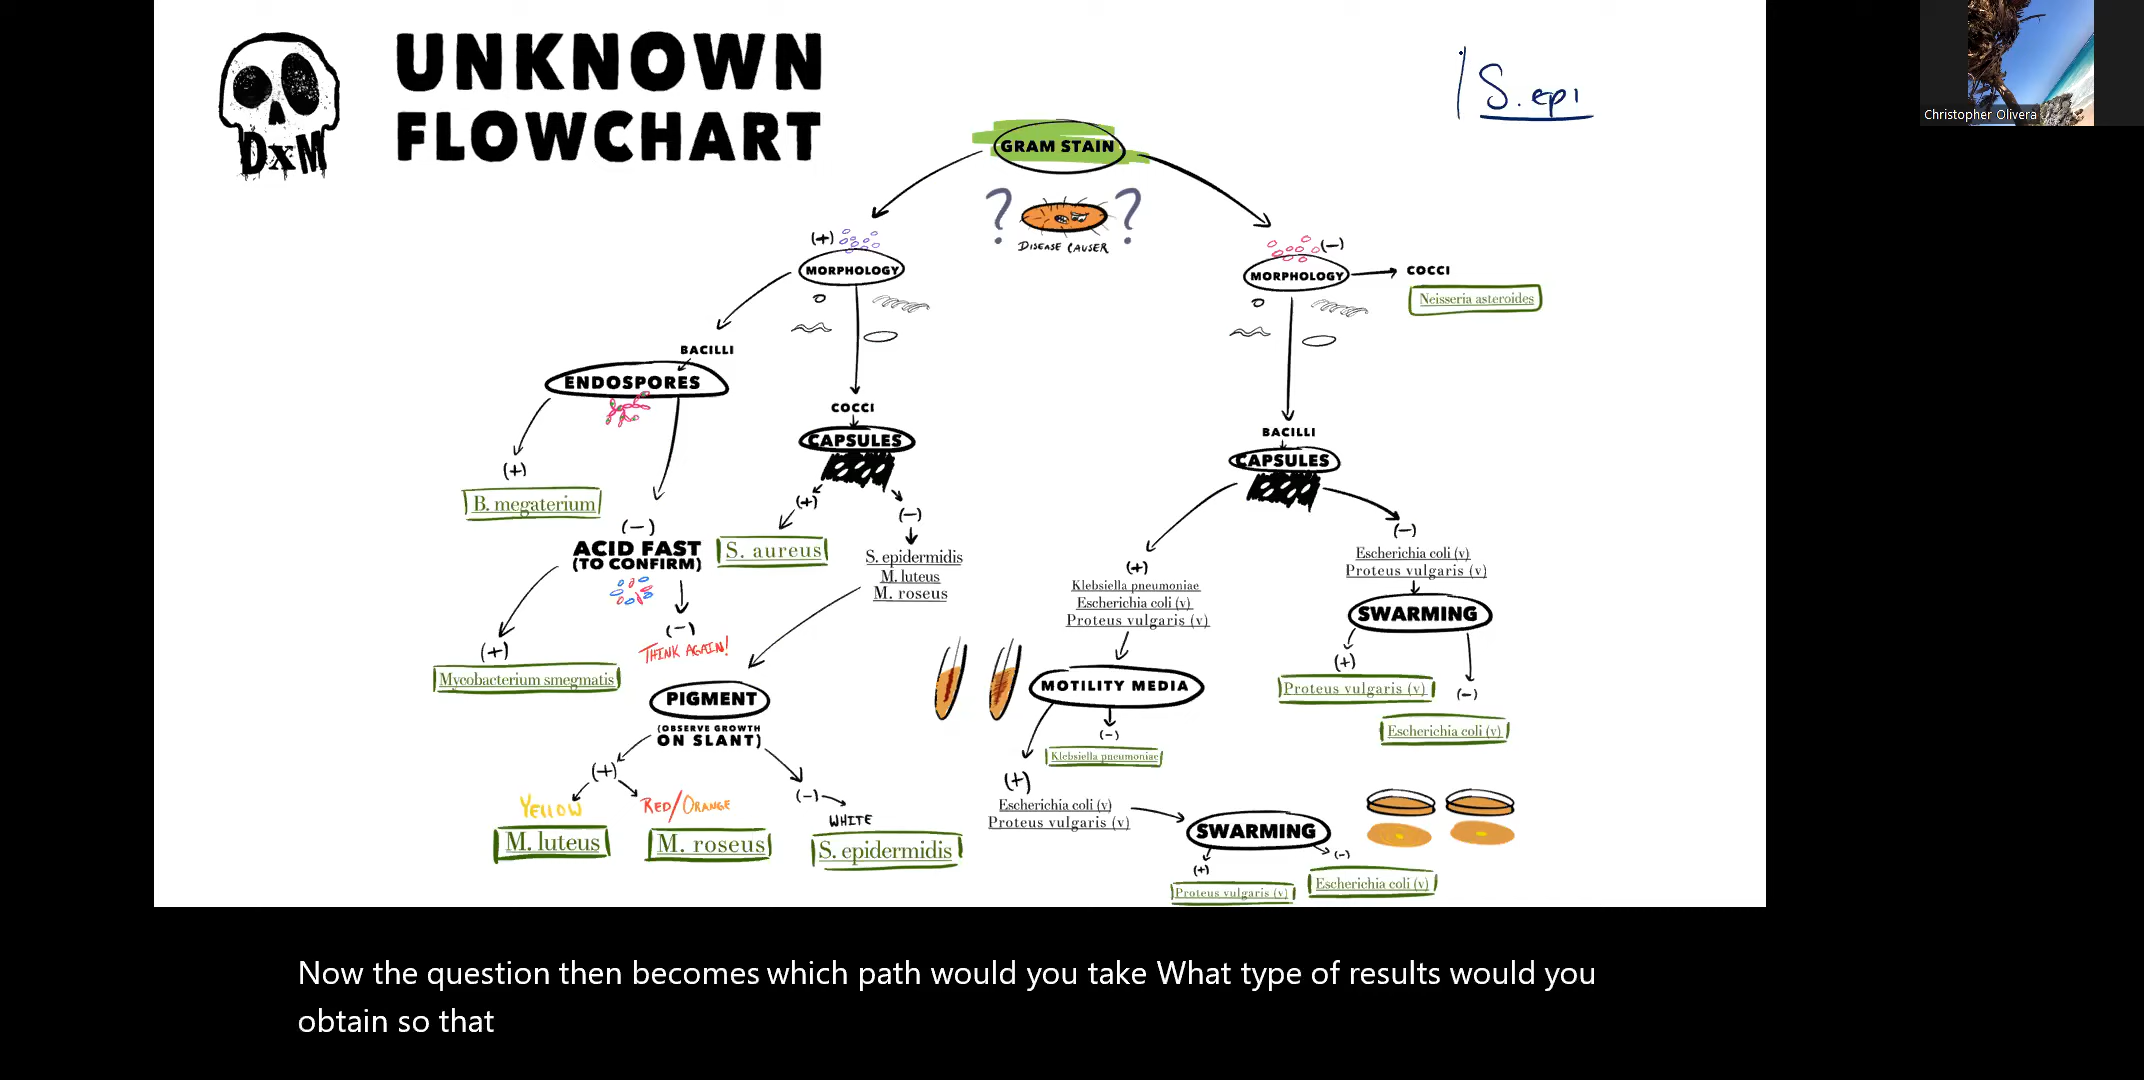 UNKNOWN
FLOWCHART
DxM
S. epi
Christopher Olivera
GRAM STAIN
? ?
DISEASE CAUSER
(+)
MORPHOLOGY
(-)
MORPHOLOGY
COCCI
Neisseria asteroides
BACILLI
ENDOSPORES
COCCI
CAPSULES
BACILLI
CAPSULES
(+)
B. megaterium
(-)
ACID FAST
(TO CONFIRM)
(+)
S. aureus
(-)
S. epidermidis
M. luteus
M. roseus
(+)
Klebsiella pneumoniae
Escherichia coli (v)
Proteus vulgaris (v)
(-)
Escherichia coli (v)
Proteus vulgaris (v)
SWARMING
(+)
Mycobacterium smegmatis
(-)
THINK AGAIN!
PIGMENT
(OBSERVE GROWTH
ON SLANT)
MOTILITY MEDIA
(+)
Proteus vulgaris (v)
(-)
Escherichia coli (v)
(-)
Klebsiella pneumoniae
(+)
YELLOW
M. luteus
RED/ORANGE
M. roseus
(-)
WHITE
S. epidermidis
(+)
Escherichia coli (v)
Proteus vulgaris (v)
SWARMING
(+)
Proteus vulgaris (v)
(-)
Escherichia coli (v)
Now the question then becomes which path would you take What type of results would you
obtain so that